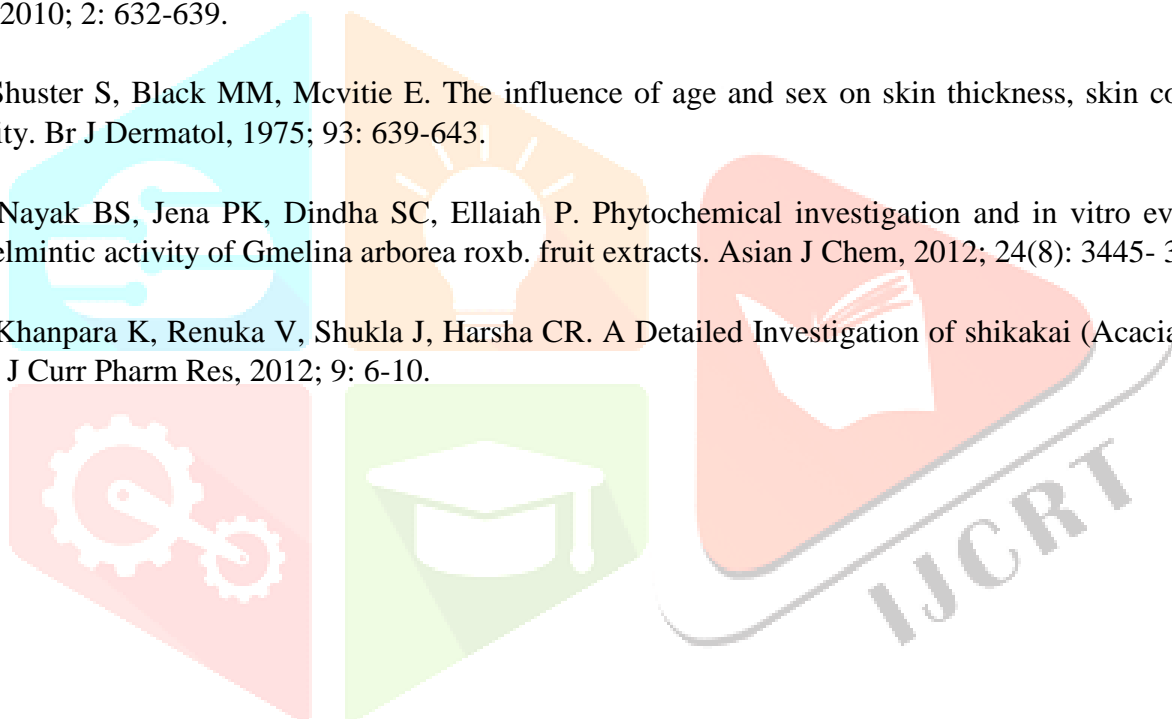 2010; 2: 632-639.
Shuster S, Black MM, Mcvitie E. The influence of age and sex on skin thickness, skin co
ity. Br J Dermatol, 1975; 93: 639-643.
Nayak BS, Jena PK, Dindha SC, Ellaiah P. Phytochemical investigation and in vitro ev
elmintic activity of Gmelina arborea roxb. fruit extracts. Asian J Chem, 2012; 24(8): 3445- 3
Khanpara K, Renuka V, Shukla J, Harsha CR. A Detailed Investigation of shikakai (Acacia
J Curr Pharm Res, 2012; 9: 6-10.
IJCRT